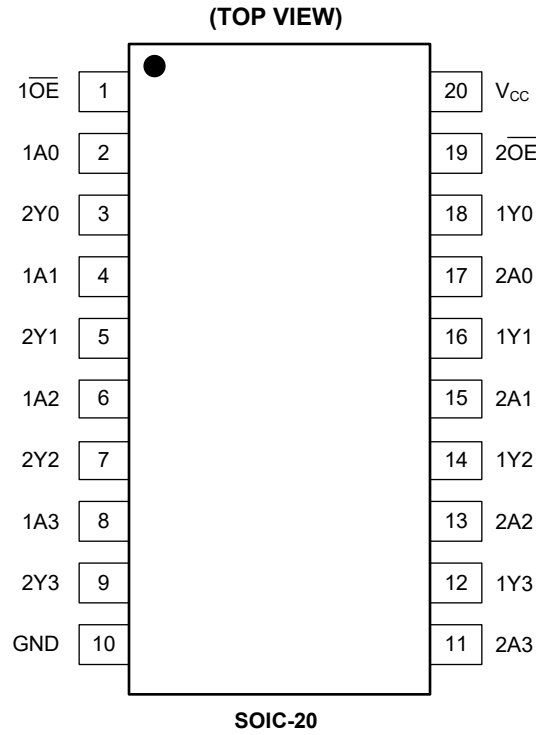 (TOP VIEW)
1O̅E̅ 1 20 VCC
1A0 2 19 2O̅E̅
2Y0 3 18 1Y0
1A1 4 17 2A0
2Y1 5 16 1Y1
1A2 6 15 2A1
2Y2 7 14 1Y2
1A3 8 13 2A2
2Y3 9 12 1Y3
GND 10 11 2A3
SOIC-20